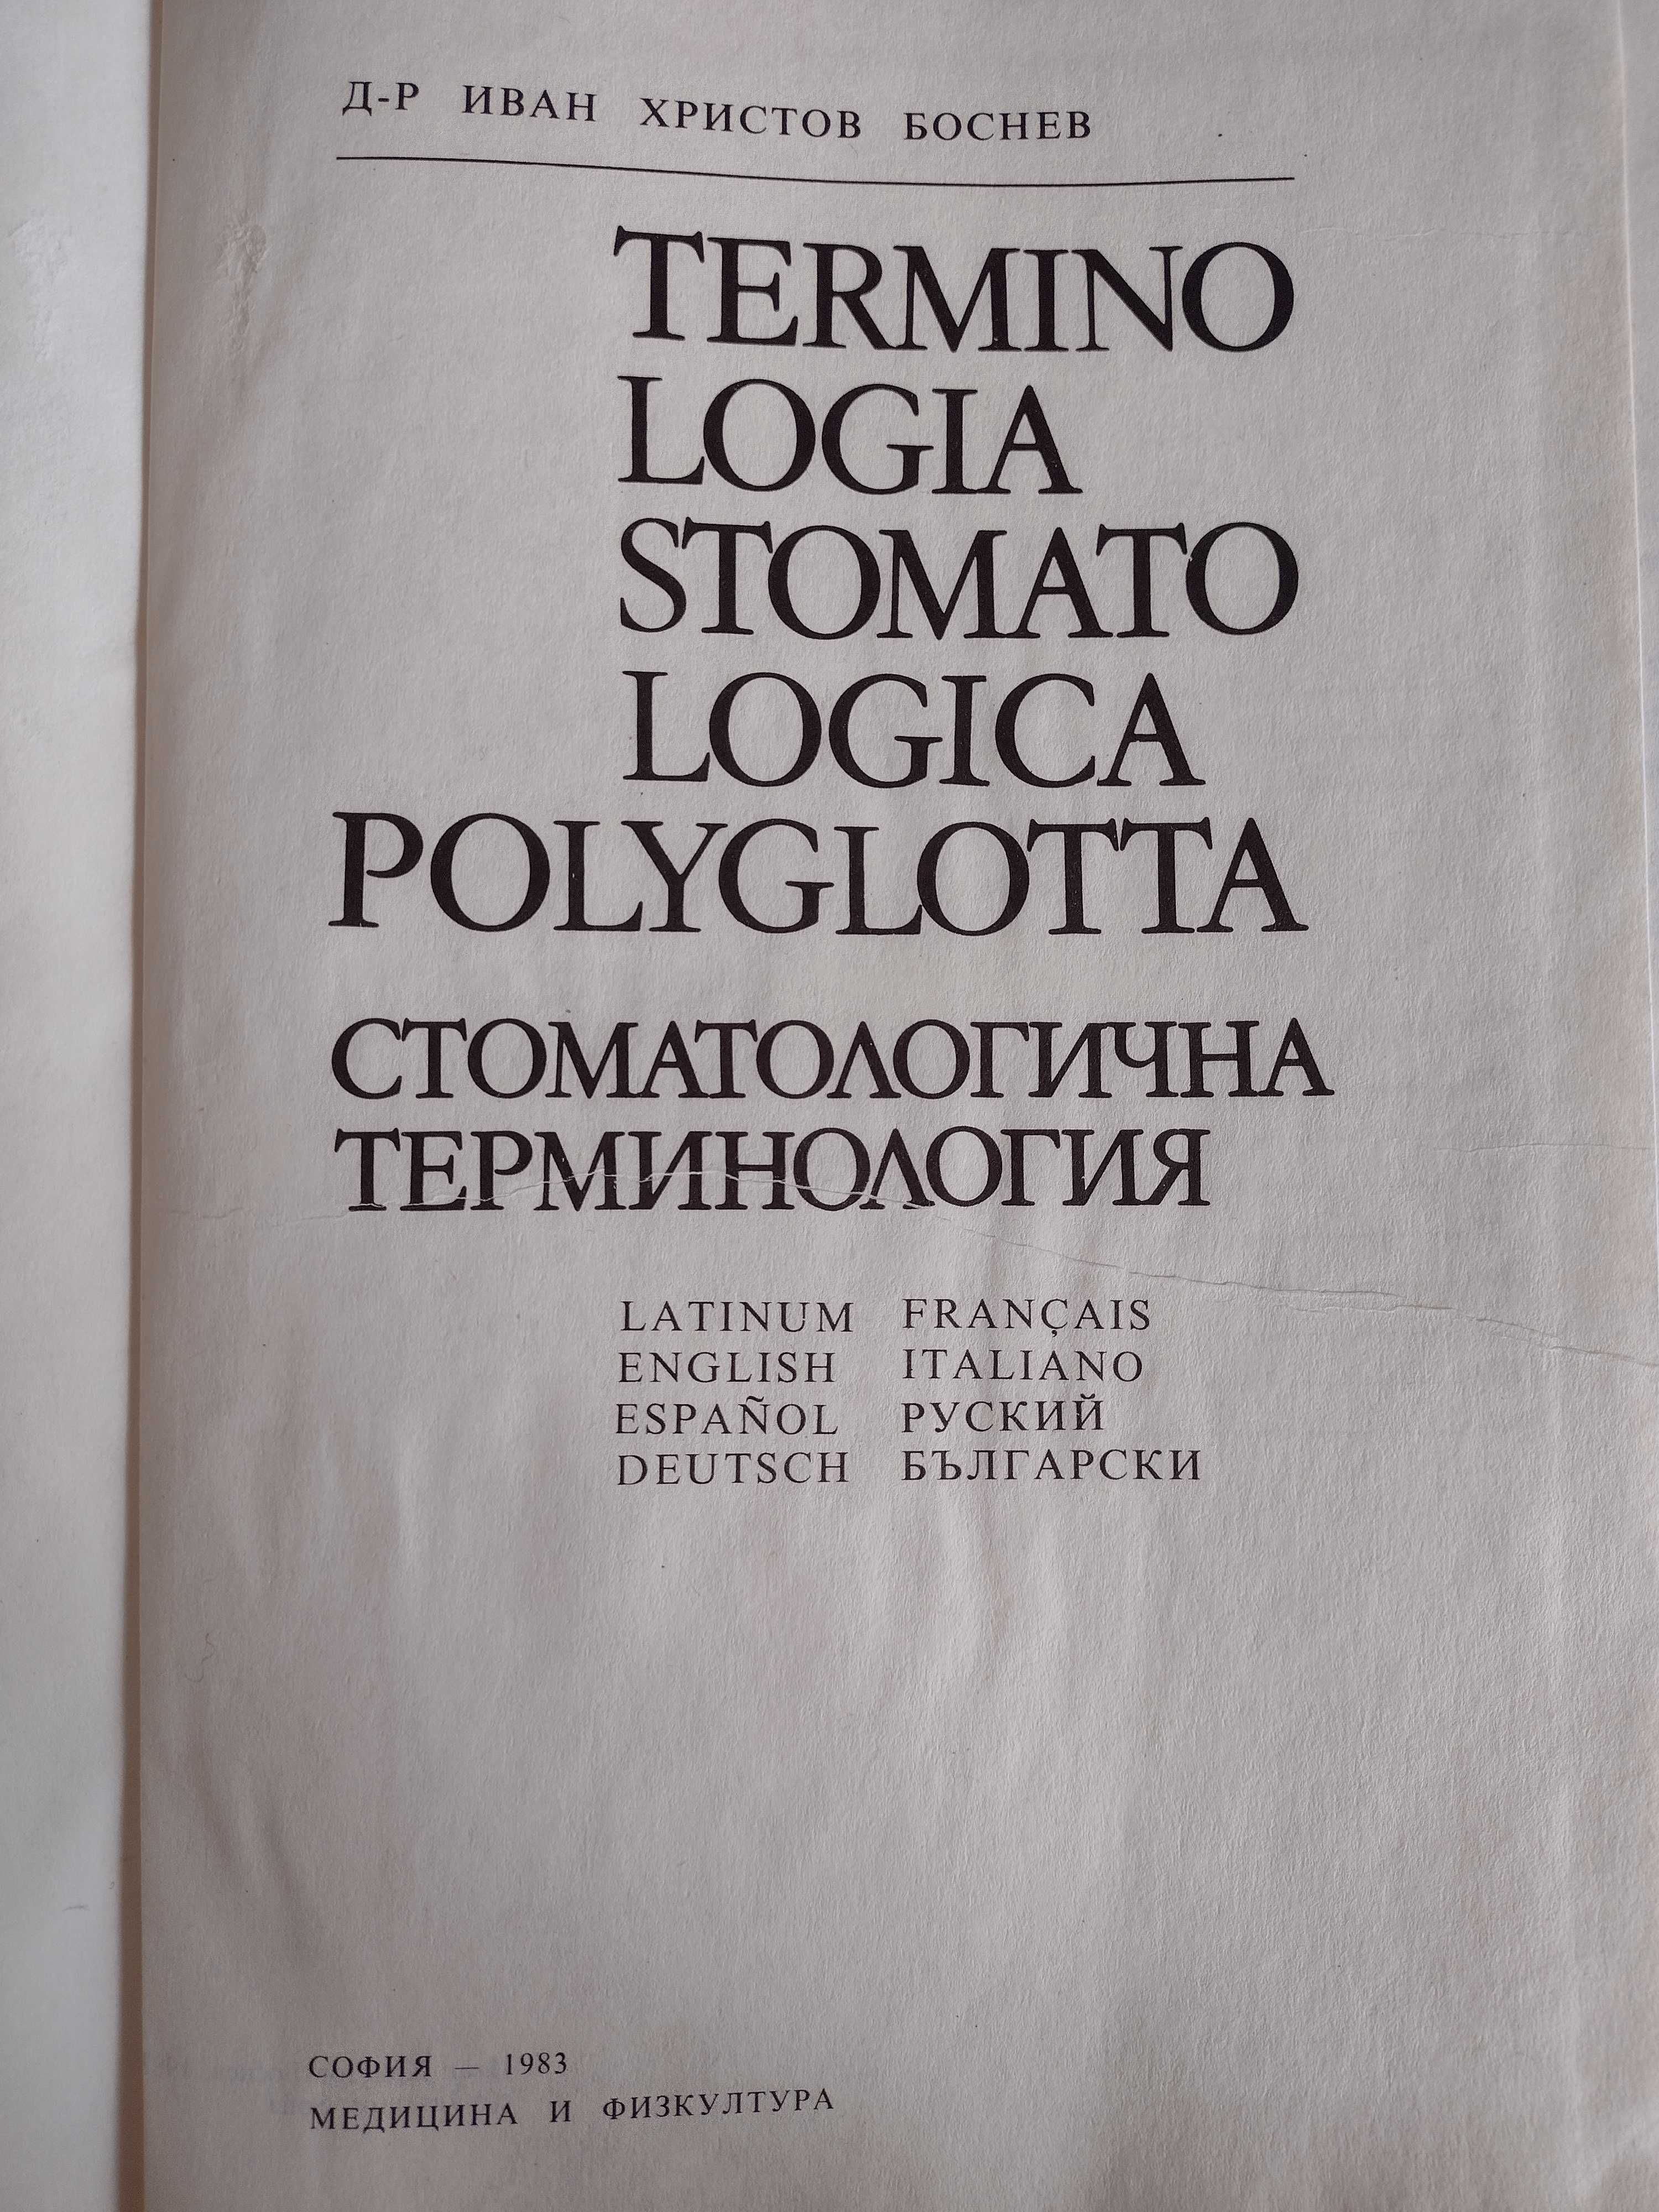 Д-Р ИВАН ХРИСТОВ БОСНЕВ
TERMINO
LOGIA
STOMATO
LOGICA
POLYGLOTTA
СТОМАТОЛОГИЧНА
ТЕРМИНОЛОГИЯ
LATINUM FRANÇAIS
ENGLISH ITALIANO
ESPAÑOL РУСКИЙ
DEUTSCH БЪЛГАРСКИ
СОФИЯ — 1983
МЕДИЦИНА И ФИЗКУЛТУРА